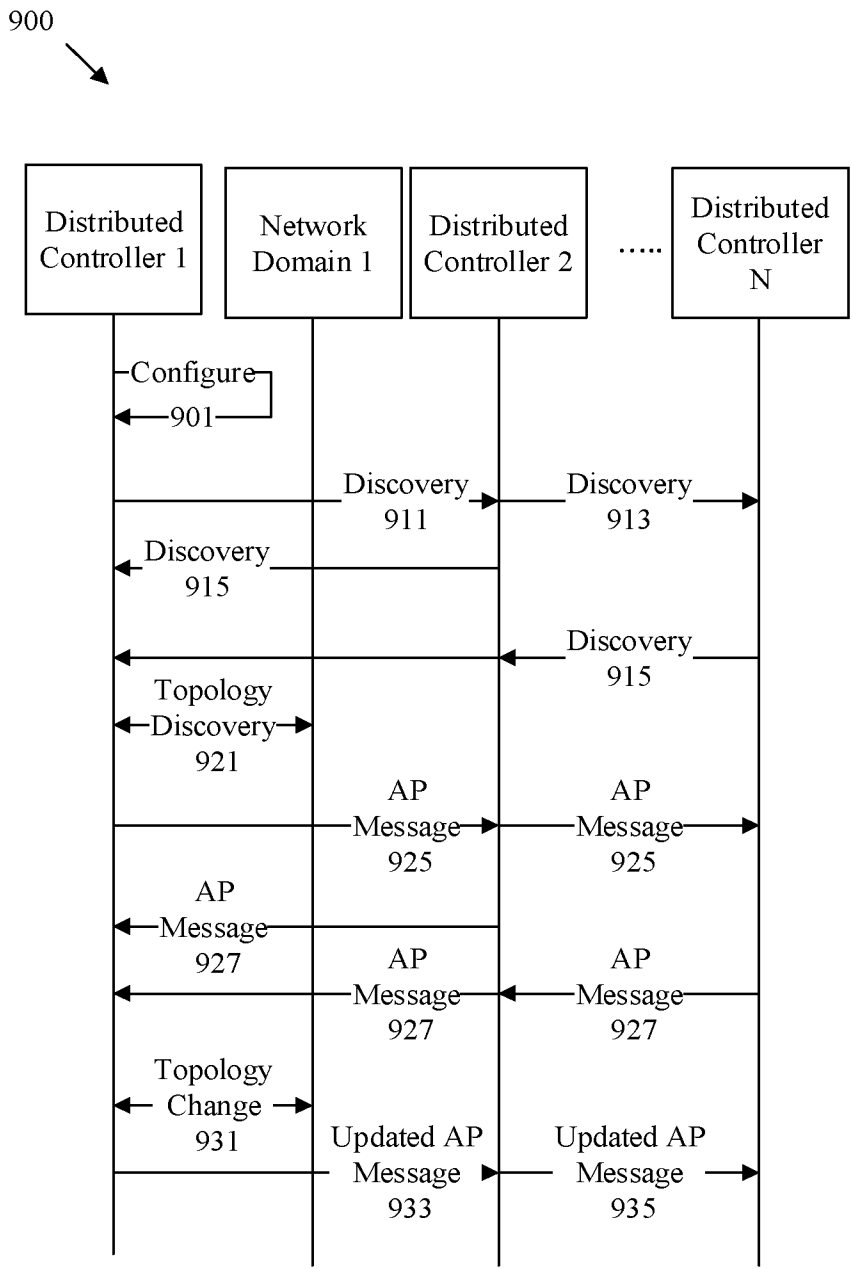 900
Distributed
Controller 1
Network
Domain 1
Distributed
Controller 2
.....
Distributed
Controller
N
Configure
901
Discovery
911
Discovery
913
Discovery
915
Discovery
915
Topology
Discovery
921
AP
Message
925
AP
Message
925
AP
Message
927
AP
Message
927
AP
Message
927
Topology
Change
931
Updated AP
Message
933
Updated AP
Message
935